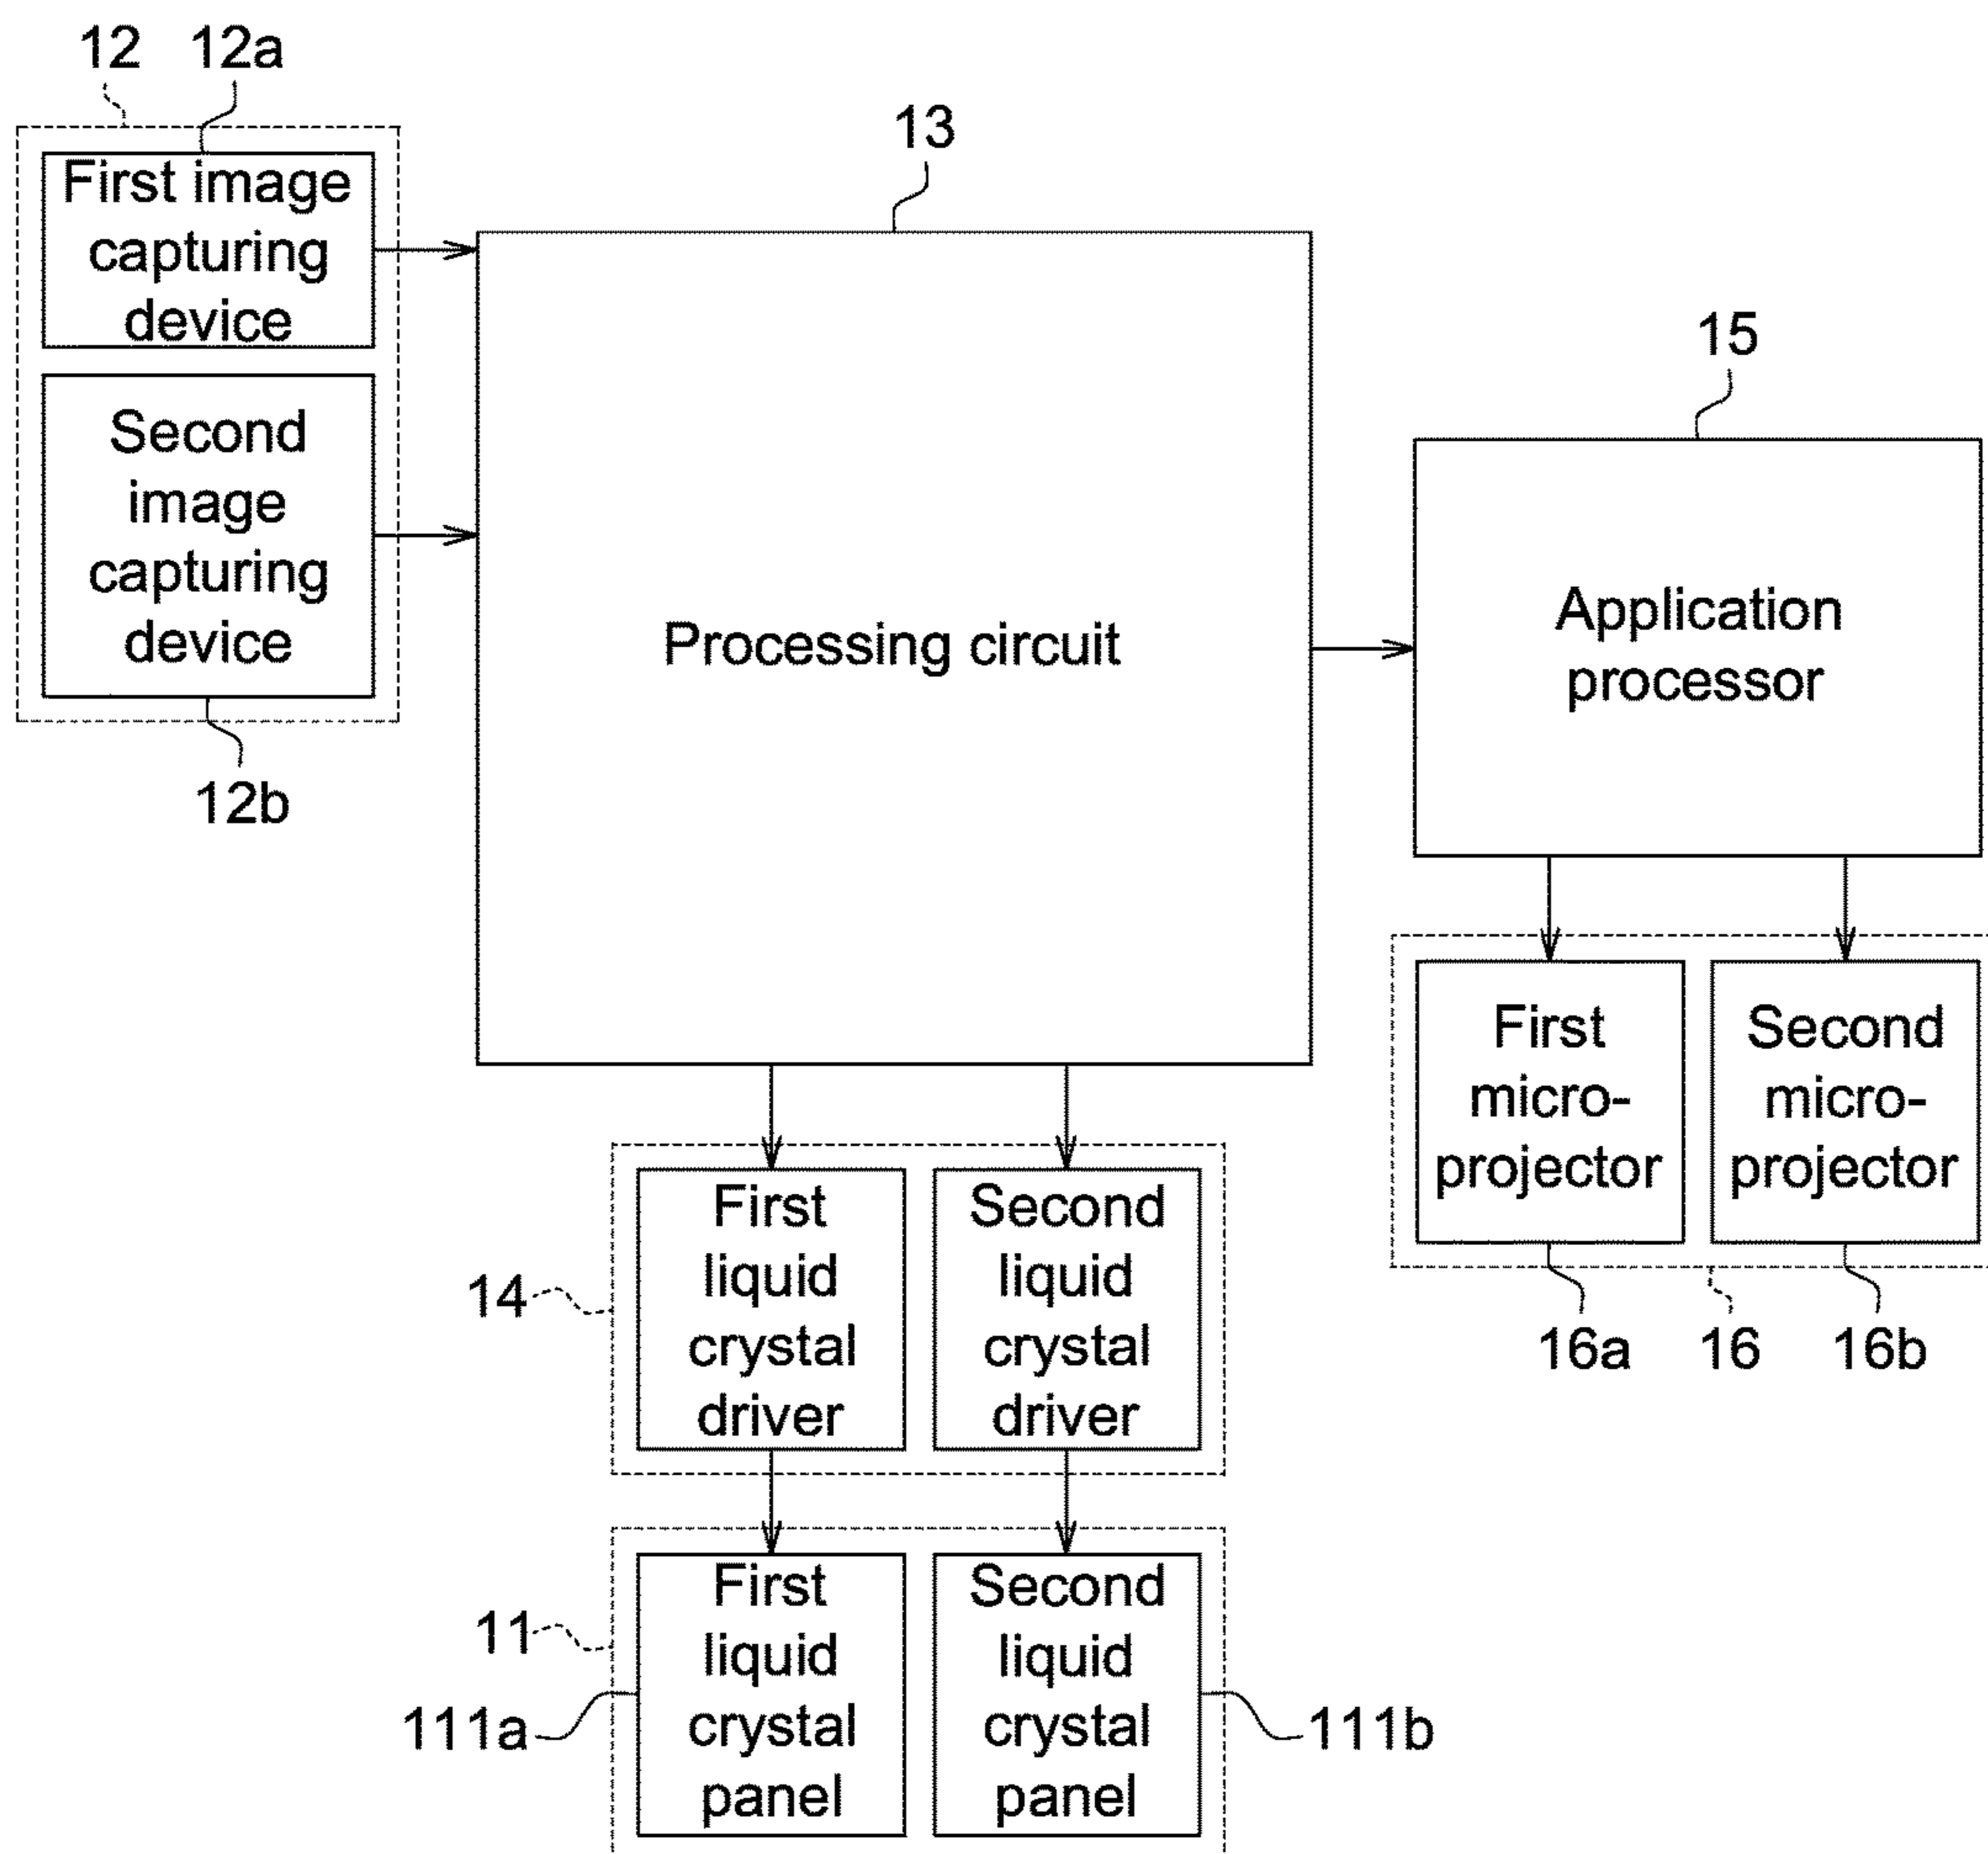 12
12a
First image
capturing
device
Second
image
capturing
device
12b
13
Processing circuit
15
Application
processor
First
micro-
projector
Second
micro-
projector
16a
16
16b
14
First
liquid
crystal
driver
Second
liquid
crystal
driver
11
First
liquid
crystal
panel
Second
liquid
crystal
panel
111a
111b